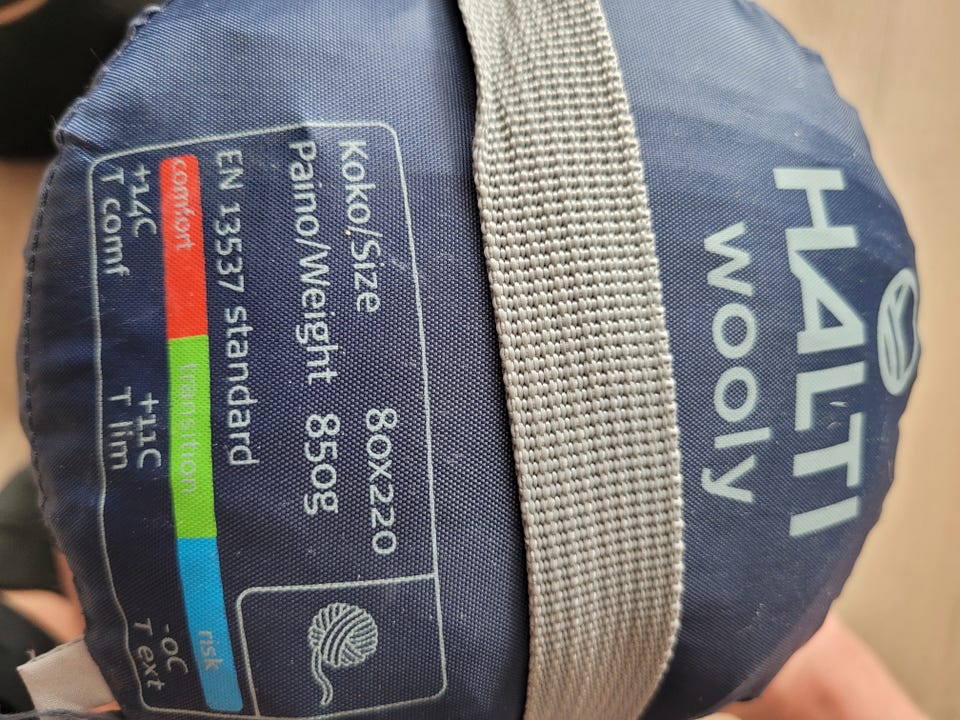 HALTI
wooly
Koko/Size 80x220
Paino/Weight 850g
EN 13537 standard
comfort transition risk
+14C +11C -0C
T comf T lim T ext